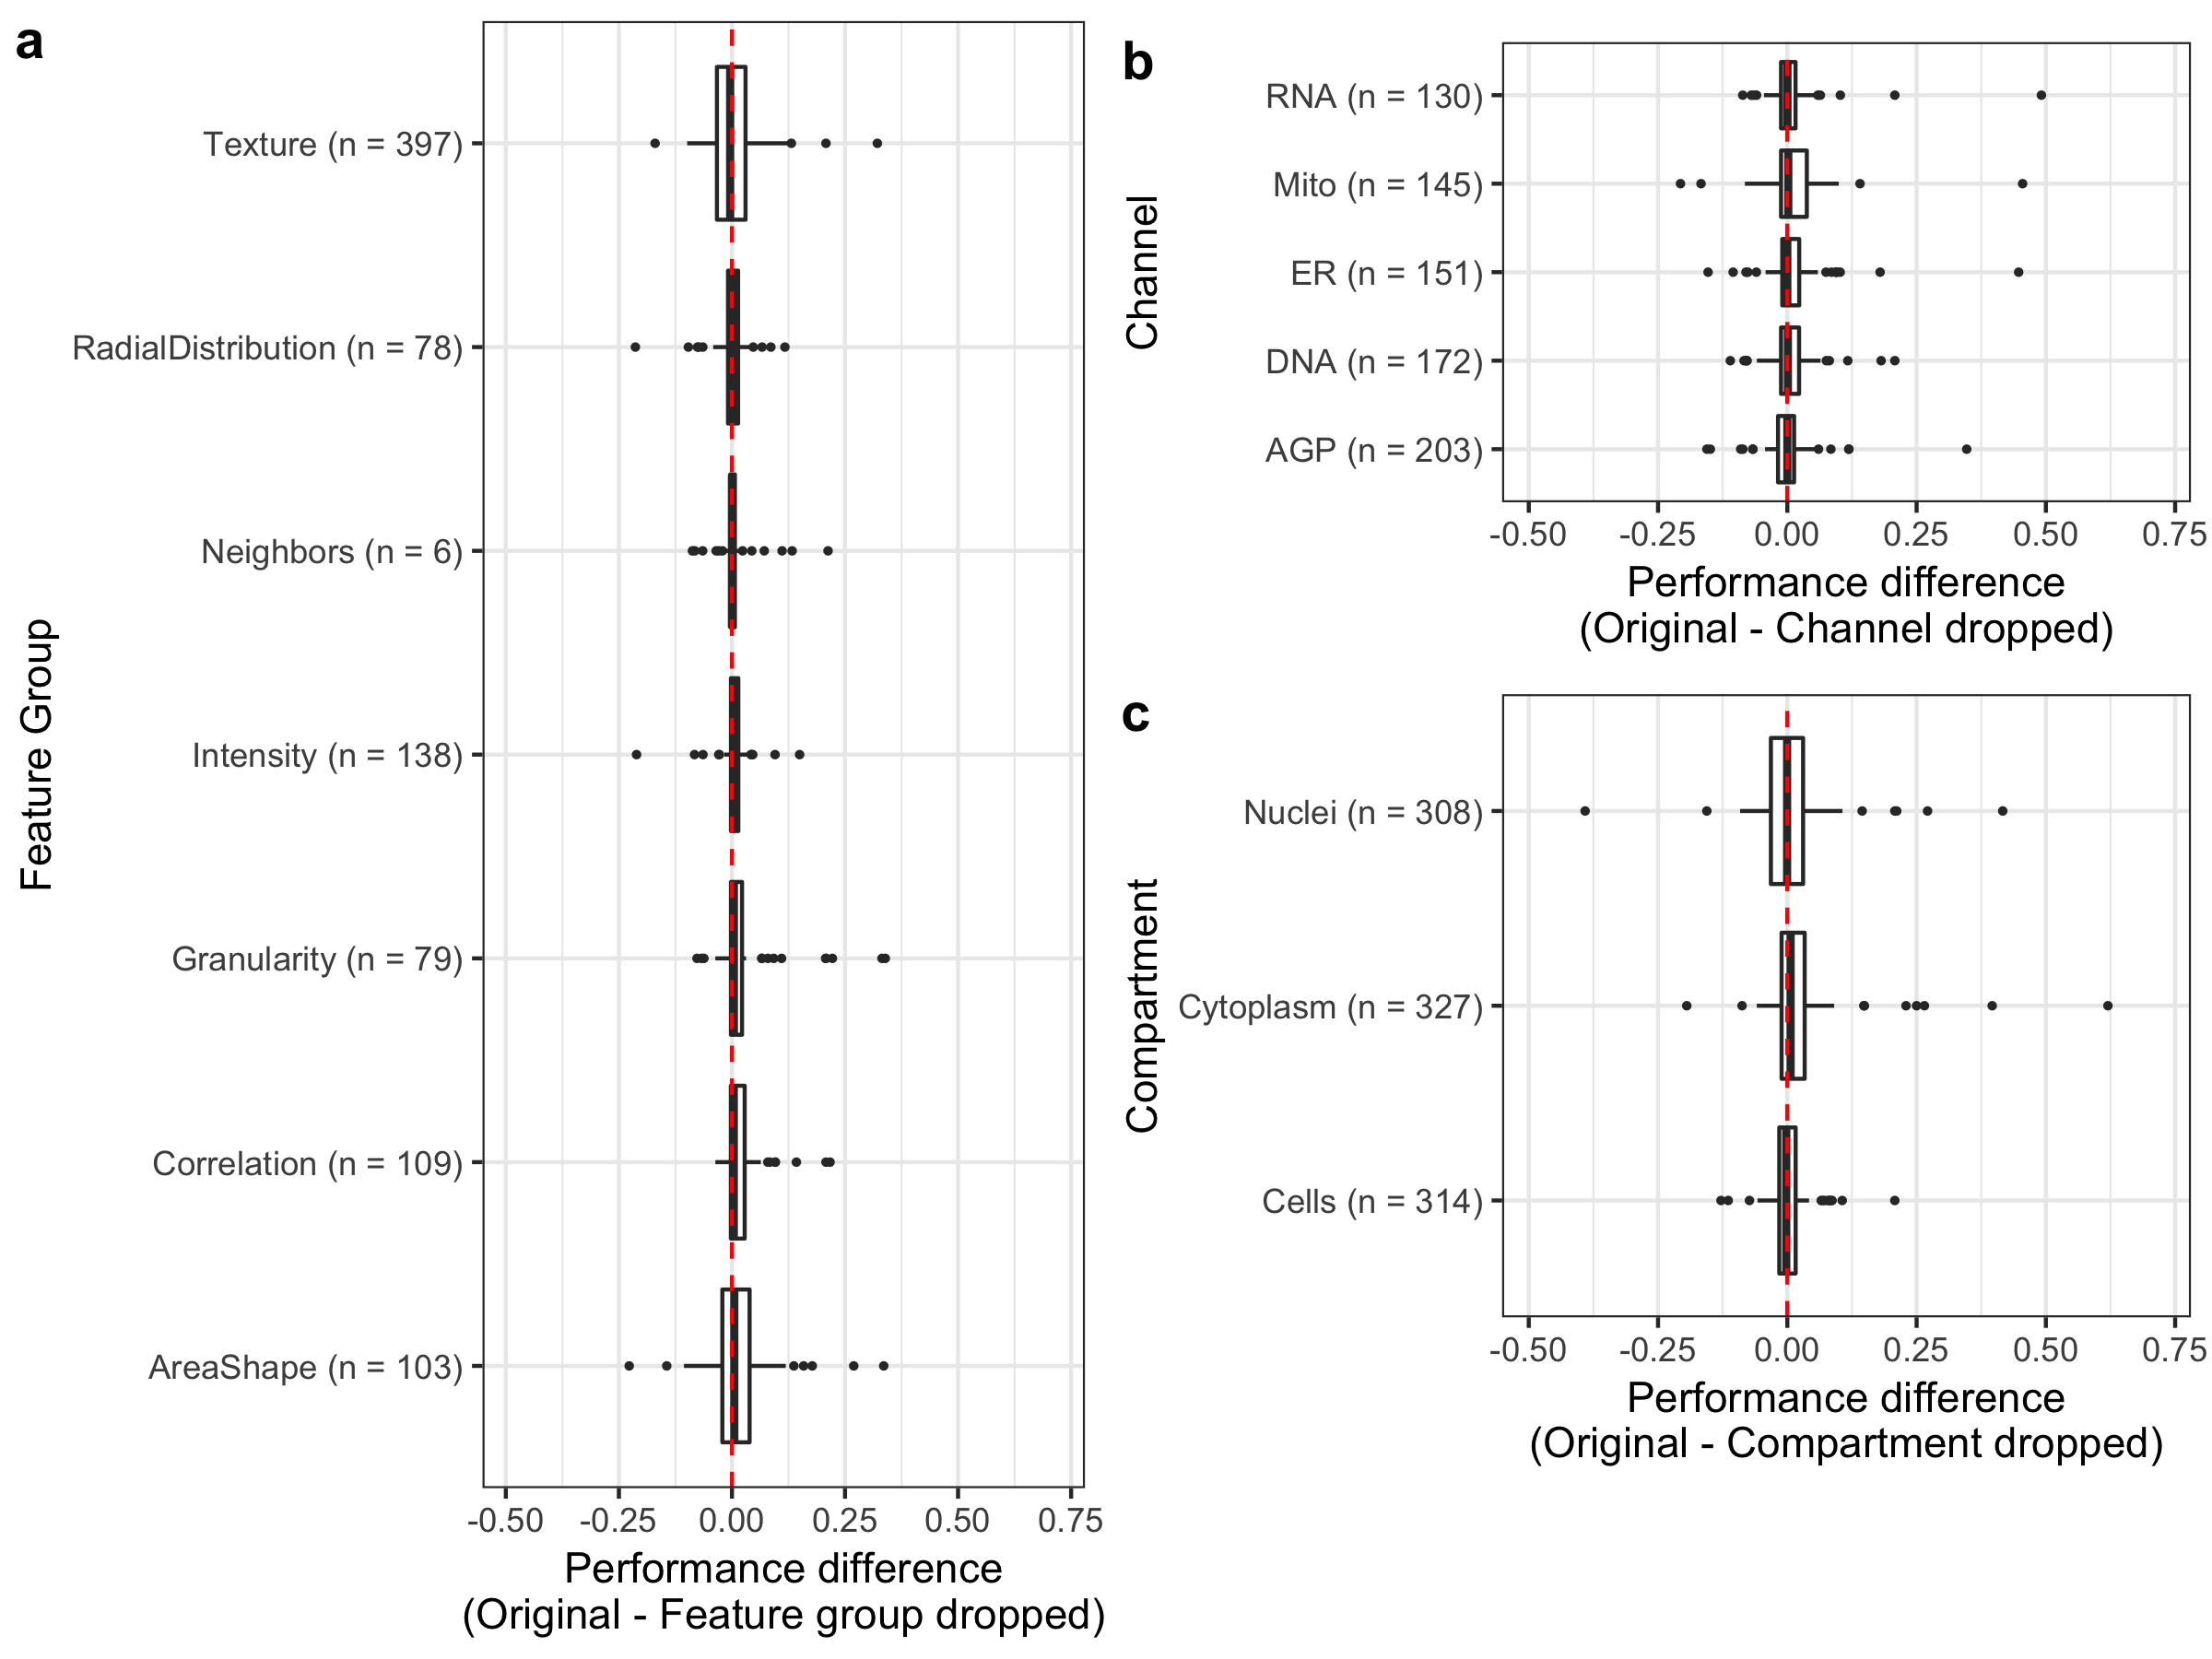 a
Feature Group
Texture (n = 397)
RadialDistribution (n = 78)
Neighbors (n = 6)
Intensity (n = 138)
Granularity (n = 79)
Correlation (n = 109)
AreaShape (n = 103)
-0.50 -0.25 0.00 0.25 0.50 0.75
Performance difference
(Original - Feature group dropped)
b
Channel
RNA (n = 130)
Mito (n = 145)
ER (n = 151)
DNA (n = 172)
AGP (n = 203)
-0.50 -0.25 0.00 0.25 0.50 0.75
Performance difference
(Original - Channel dropped)
c
Compartment
Nuclei (n = 308)
Cytoplasm (n = 327)
Cells (n = 314)
-0.50 -0.25 0.00 0.25 0.50 0.75
Performance difference
(Original - Compartment dropped)